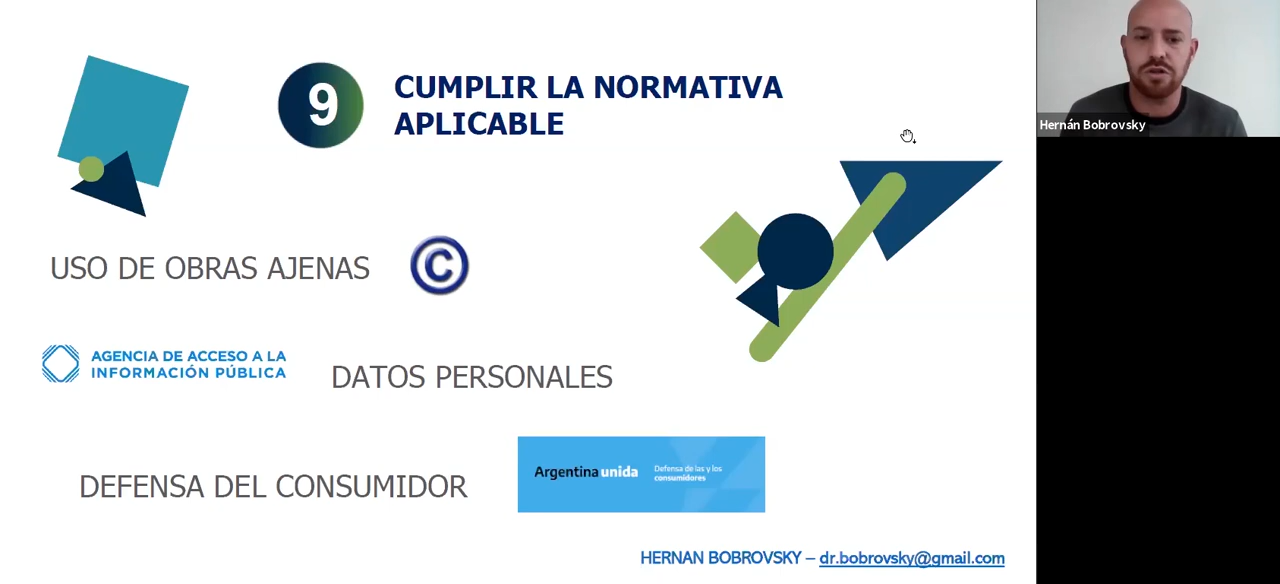 9
CUMPLIR LA NORMATIVA
APLICABLE
Hernán Bobrovsky
USO DE OBRAS AJENAS
©
AGENCIA DE ACCESO A LA
INFORMACIÓN PÚBLICA
DATOS PERSONALES
DEFENSA DEL CONSUMIDOR
Argentina unida
Defensa de las y los
consumidores
HERNAN BOBROVSKY – dr.bobrovsky@gmail.com